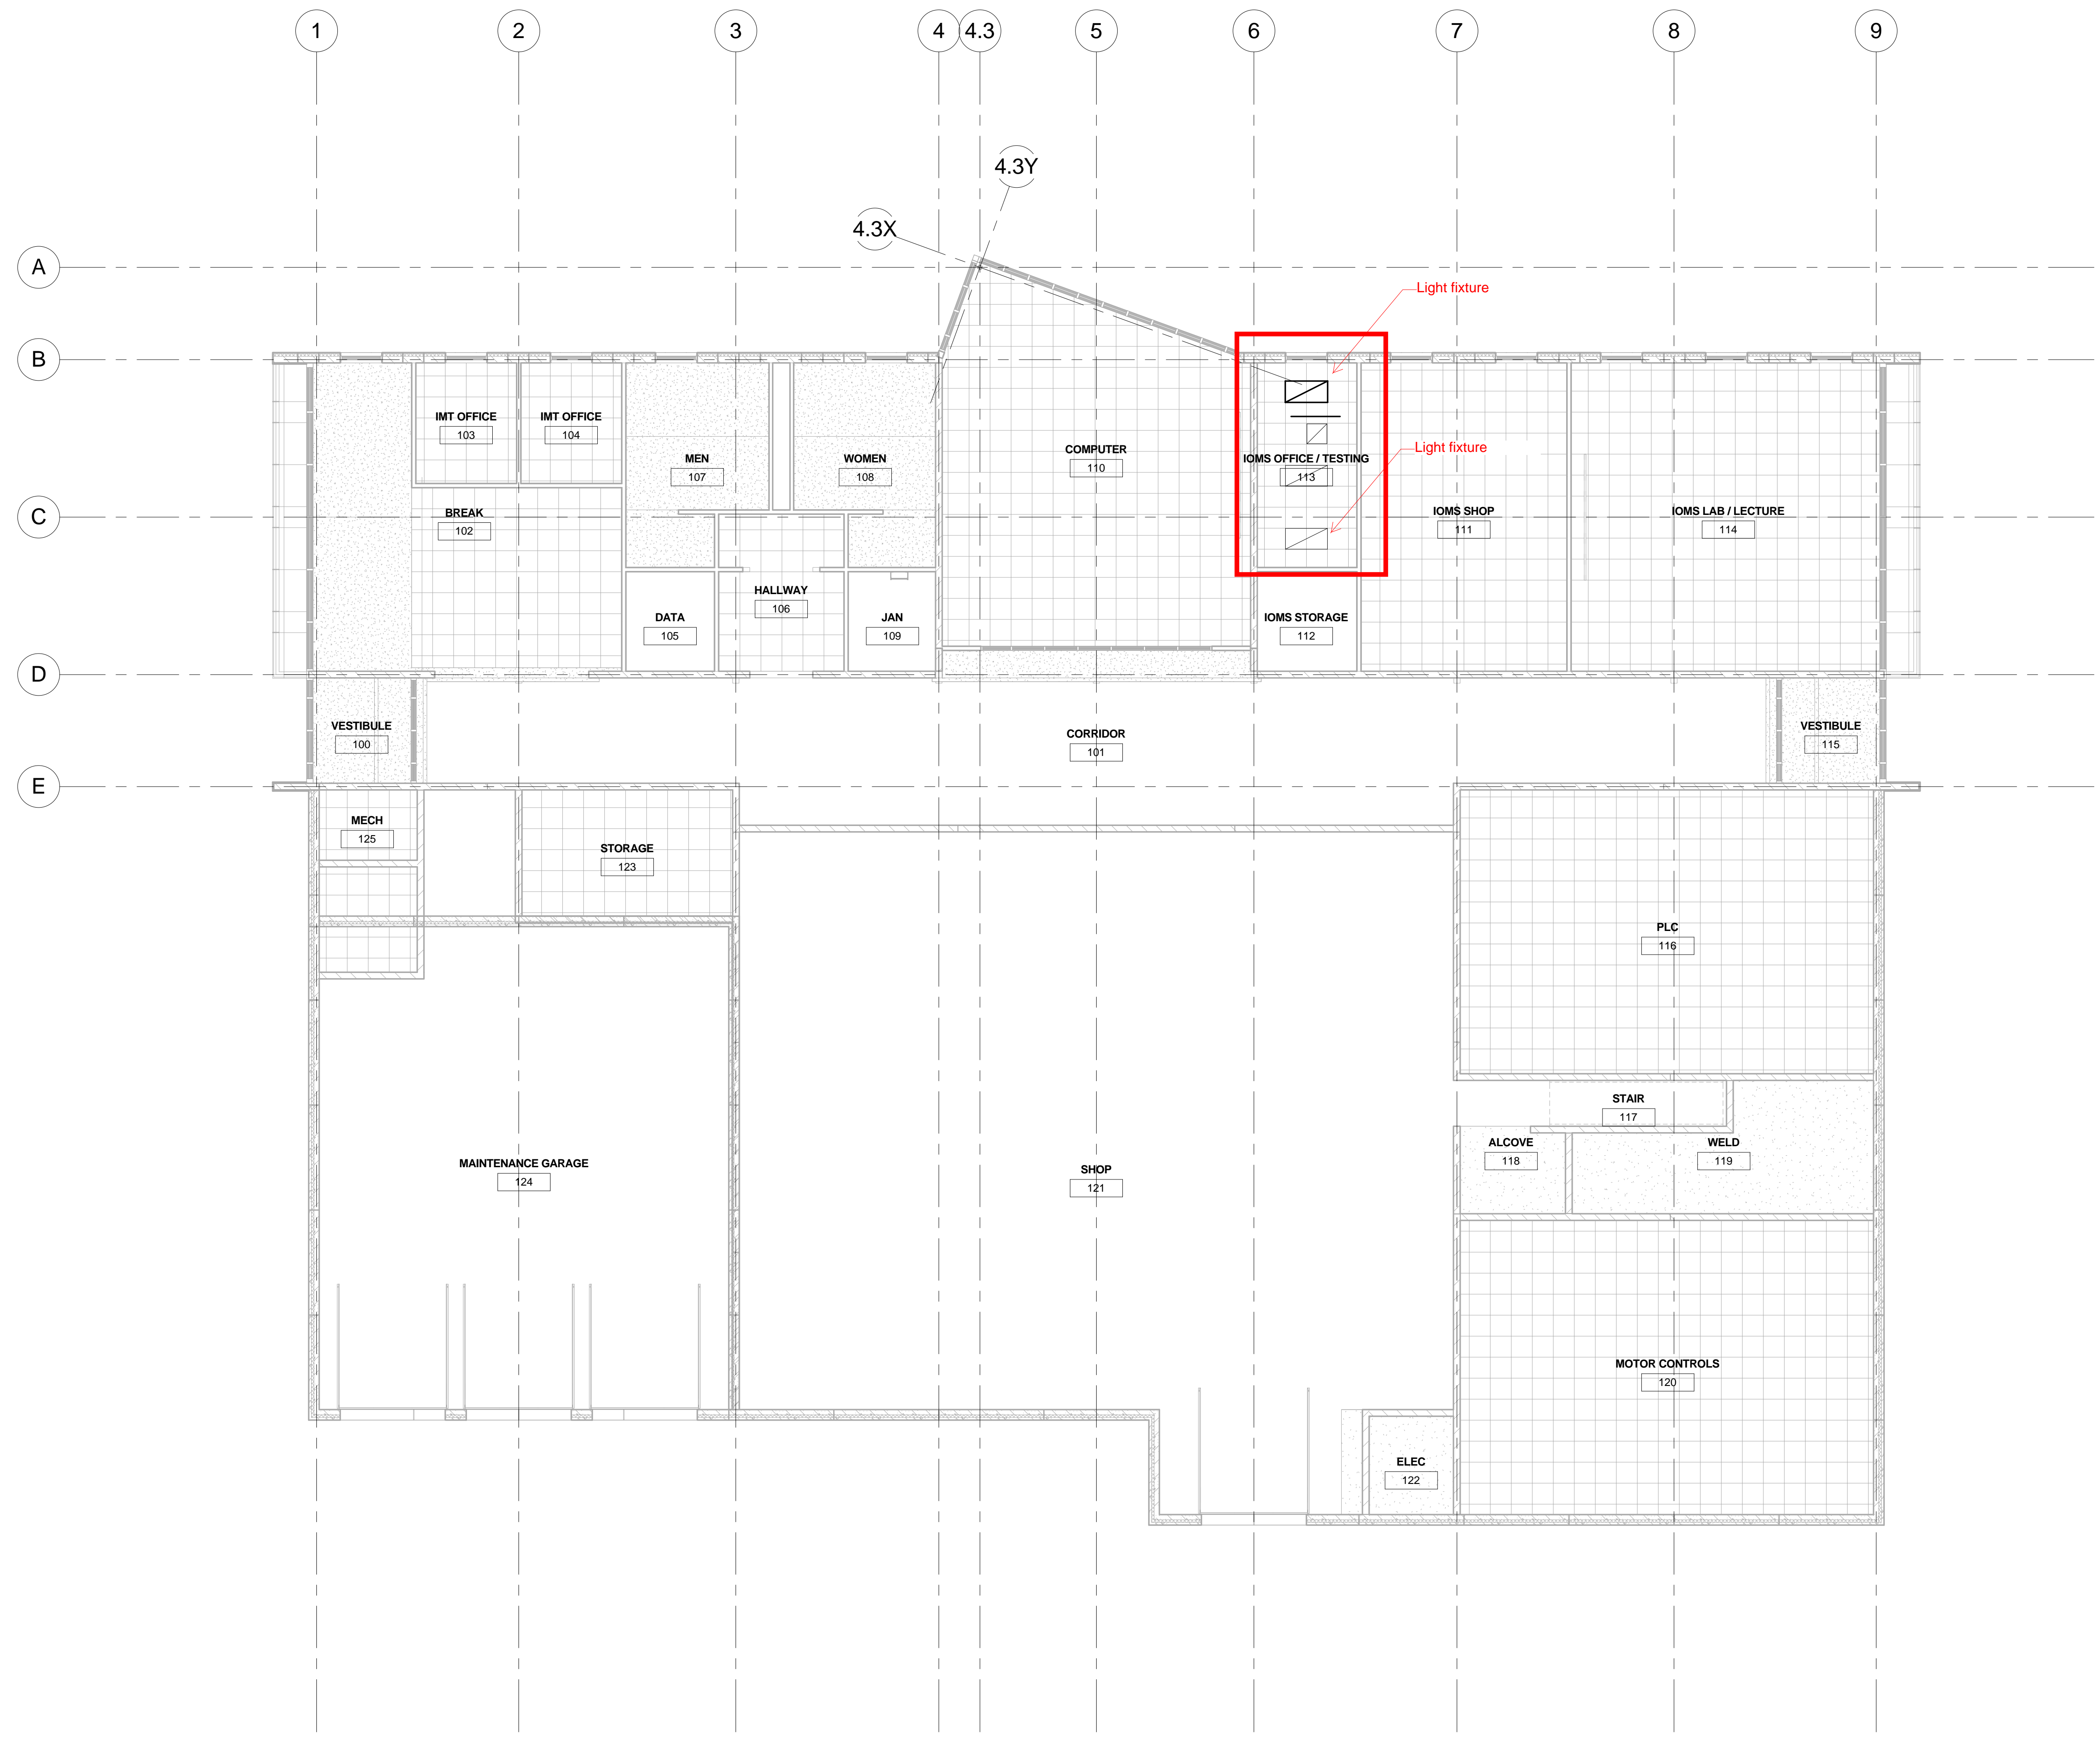 1
2
3
4
4.3
5
6
7
8
9
4.3Y
4.3X
A
Light fixture
B
IMT OFFICE
103
IMT OFFICE
104
Light fixture
COMPUTER
110
MEN
107
WOMEN
108
IOMS OFFICE / TESTING
113
C
BREAK
102
IOMS SHOP
111
IOMS LAB / LECTURE
114
HALLWAY
106
DATA
105
JAN
109
IOMS STORAGE
112
D
VESTIBULE
100
CORRIDOR
101
VESTIBULE
115
E
MECH
125
STORAGE
123
PLC
116
STAIR
117
ALCOVE
118
WELD
119
MAINTENANCE GARAGE
124
SHOP
121
MOTOR CONTROLS
120
ELEC
122